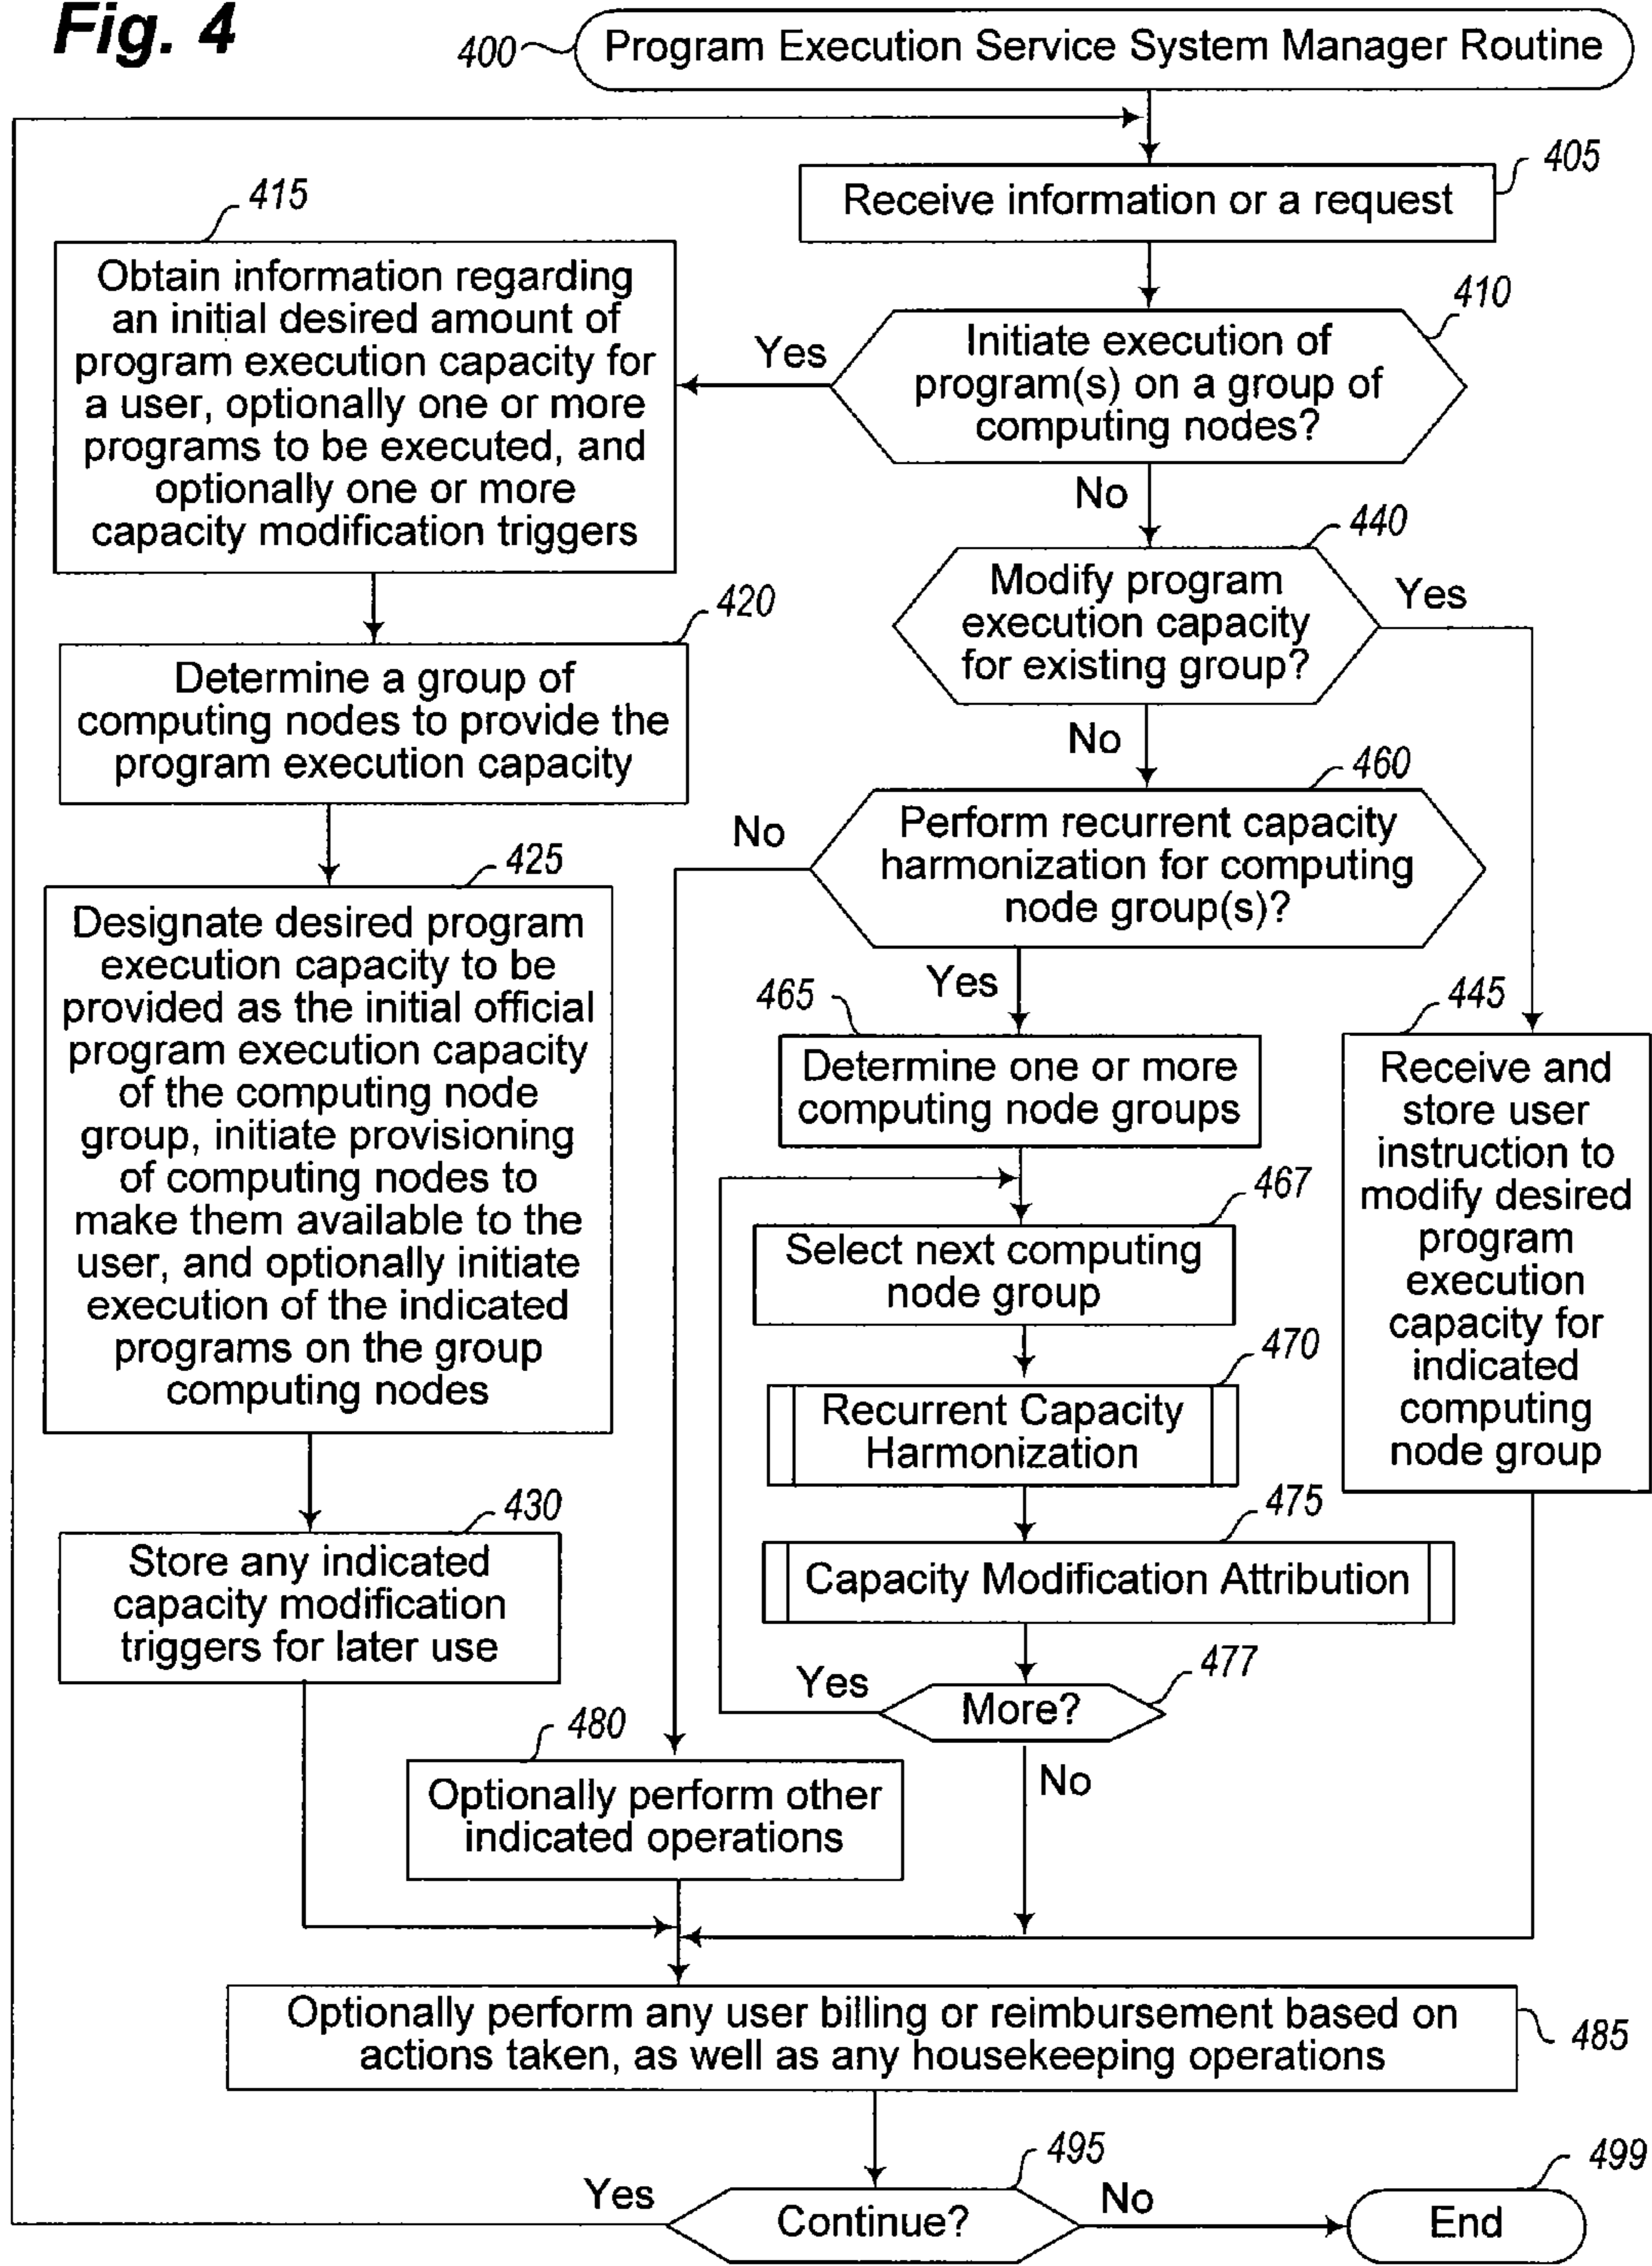 Fig. 4
400
Program Execution Service System Manager Routine
405
Receive information or a request
410
Initiate execution of
program(s) on a group of
computing nodes?
Yes
No
415
Obtain information regarding
an initial desired amount of
program execution capacity for
a user, optionally one or more
programs to be executed, and
optionally one or more
capacity modification triggers
420
Determine a group of
computing nodes to provide the
program execution capacity
425
Designate desired program
execution capacity to be
provided as the initial official
program execution capacity
of the computing node
group, initiate provisioning
of computing nodes to
make them available to the
user, and optionally initiate
execution of the indicated
programs on the group
computing nodes
430
Store any indicated
capacity modification
triggers for later use
440
Modify program
execution capacity
for existing group?
Yes
No
445
Receive and
store user
instruction to
modify desired
program
execution
capacity for
indicated
computing
node group
460
Perform recurrent capacity
harmonization for computing
node group(s)?
No
Yes
465
Determine one or more
computing node groups
467
Select next computing
node group
470
Recurrent Capacity
Harmonization
475
Capacity Modification Attribution
477
More?
Yes
No
480
Optionally perform other
indicated operations
485
Optionally perform any user billing or reimbursement based on
actions taken, as well as any housekeeping operations
495
Continue?
Yes
No
499
End